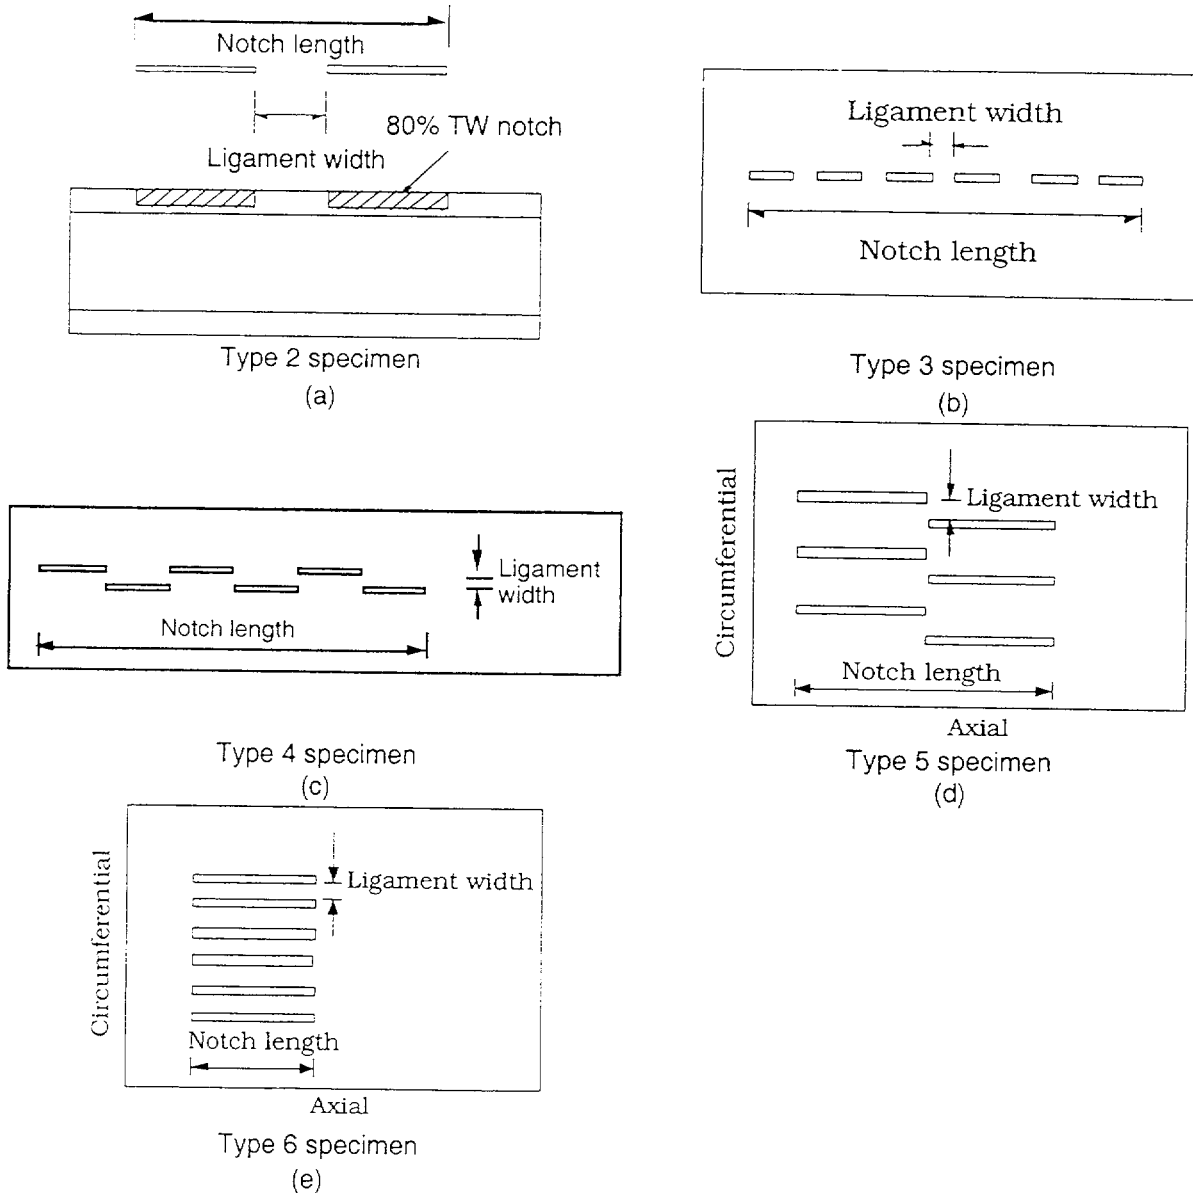 Notch length
80% TW notch
Ligament width
Type 2 specimen
(a)
Ligament width
Notch length
Type 3 specimen
(b)
Ligament
width
Notch length
Type 4 specimen
(c)
Circumferential
Ligament width
Notch length
Axial
Type 5 specimen
(d)
Circumferential
Ligament width
Notch length
Axial
Type 6 specimen
(e)